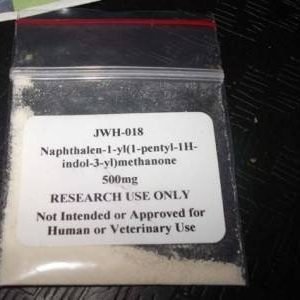 JWH-018
Naphthalen-1-yl(1-pentyl-1H-
indol-3-yl)methanone
500mg
RESEARCH USE ONLY
Not Intended or Approved for
Human or Veterinary Use